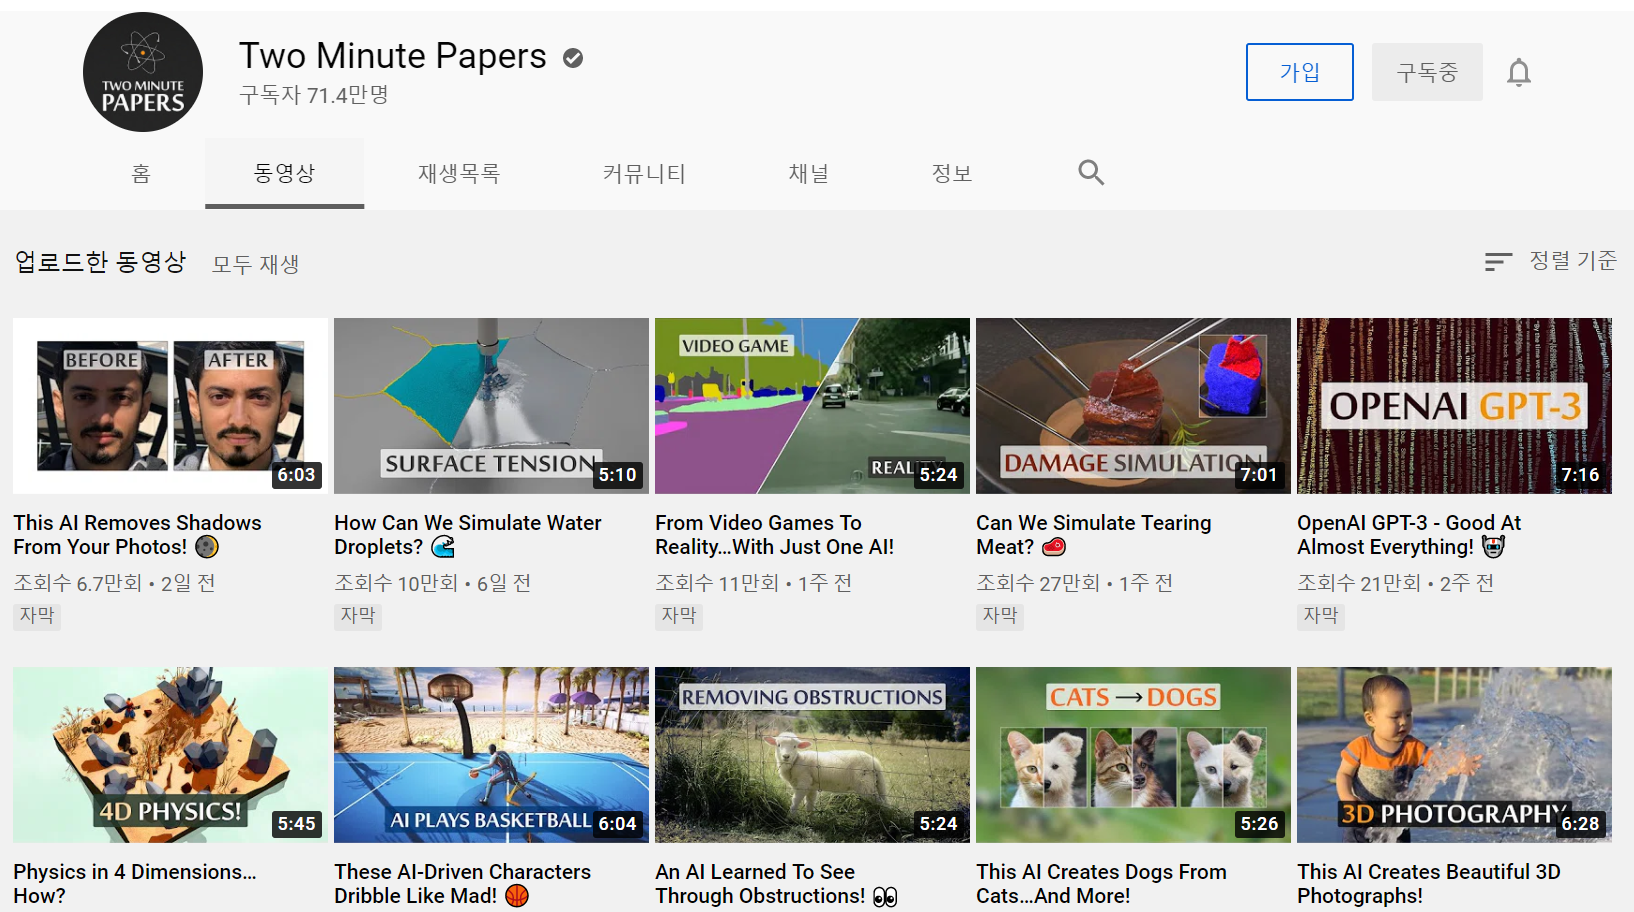 TWO MINUTE
PAPERS
Two Minute Papers
구독자 71.4만명
가입
구독중
홈
동영상
재생목록
커뮤니티
채널
정보
업로드한 동영상
모두 재생
정렬 기준
BEFORE
AFTER
6:03
SURFACE TENSION
5:10
VIDEO GAME
REALITY
5:24
DAMAGE SIMULATION
7:01
OPENAI GPT-3
7:16
This AI Removes Shadows
From Your Photos! 🌖
조회수 6.7만회 • 2일 전
자막
How Can We Simulate Water
Droplets? 🌊
조회수 10만회 • 6일 전
자막
From Video Games To
Reality…With Just One AI!
조회수 11만회 • 1주 전
자막
Can We Simulate Tearing
Meat? 🥩
조회수 27만회 • 1주 전
자막
OpenAI GPT-3 - Good At
Almost Everything! 🤖
조회수 21만회 • 2주 전
자막
4D PHYSICS!
5:45
AI PLAYS BASKETBALL
6:04
REMOVING OBSTRUCTIONS
5:24
CATS → DOGS
5:26
3D PHOTOGRAPHY
6:28
Physics in 4 Dimensions…
How?
These AI-Driven Characters
Dribble Like Mad! 🏀
An AI Learned To See
Through Obstructions! 👀
This AI Creates Dogs From
Cats…And More!
This AI Creates Beautiful 3D
Photographs!